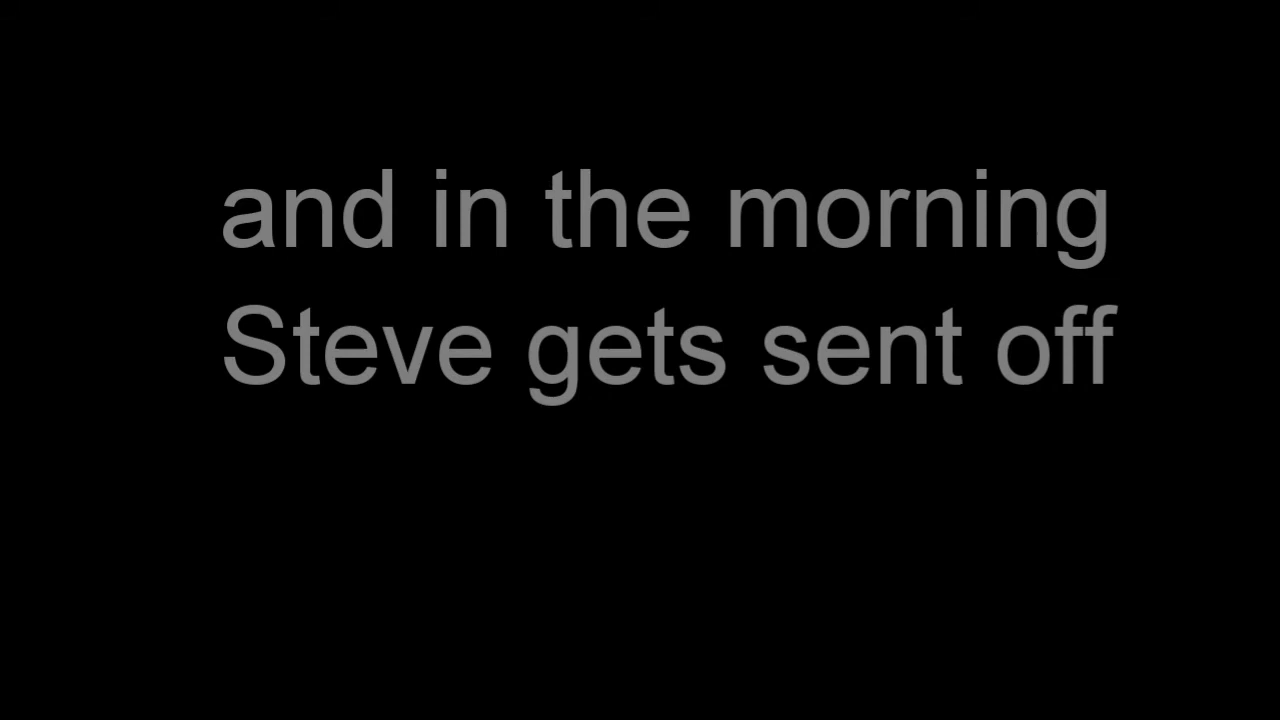 and in the morning
Steve gets sent off